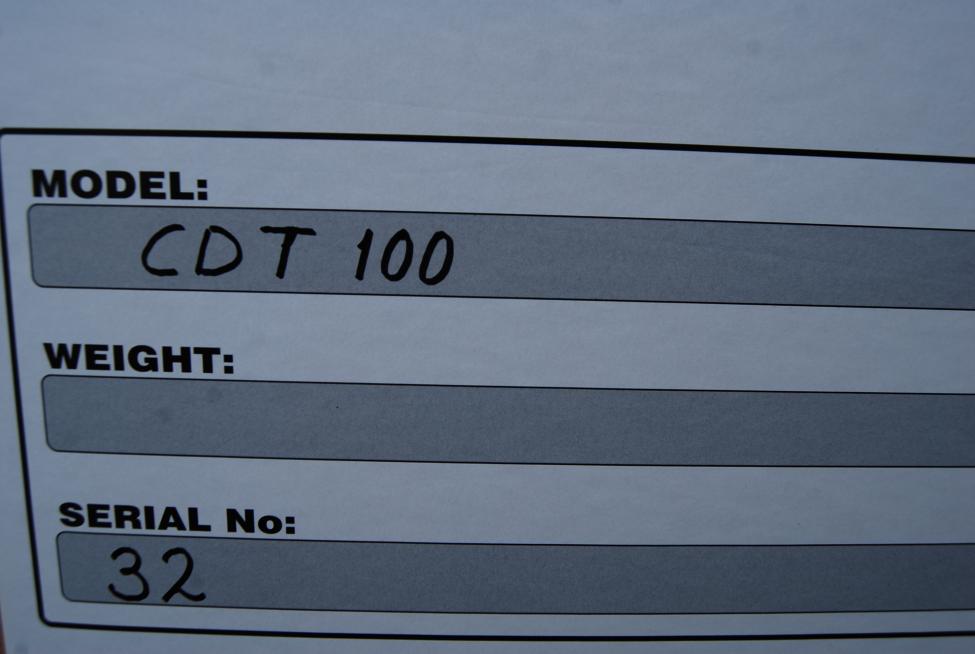 MODEL:
CDT 100
WEIGHT:
SERIAL No:
32